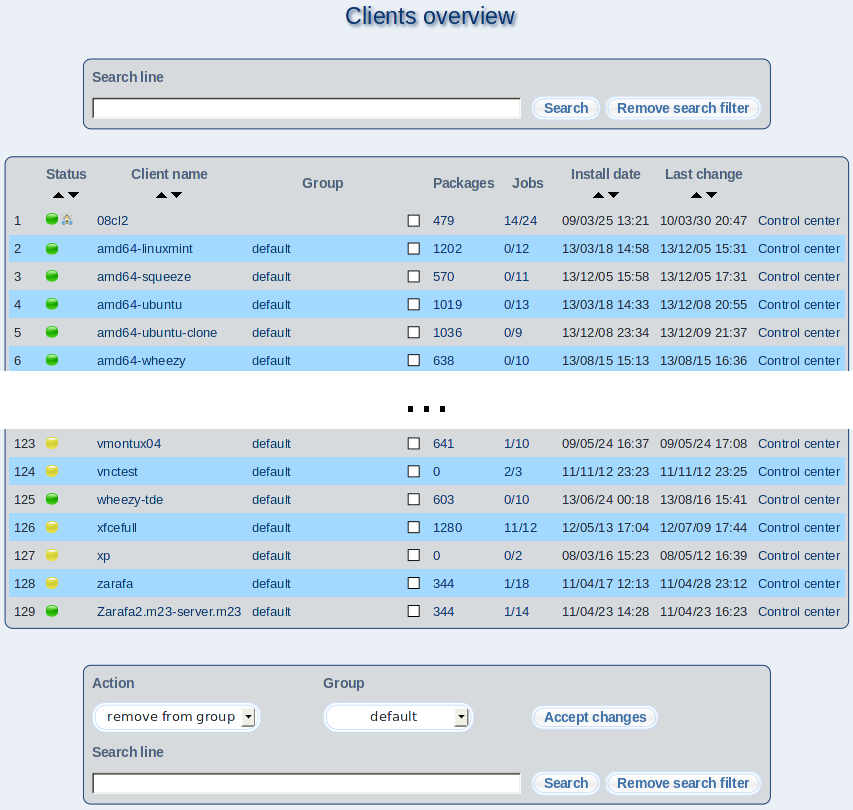 Clients overview
Search line
Search Remove search filter
Status Client name Group Packages Jobs Install date Last change
1 08cl2 479 14/24 09/03/25 13:21 10/03/30 20:47 Control center
2 amd64-linuxmint default 1202 0/12 13/03/18 14:58 13/12/05 15:31 Control center
3 amd64-squeeze default 570 0/11 13/12/05 15:58 13/12/05 17:31 Control center
4 amd64-ubuntu default 1019 0/13 13/03/18 14:33 13/12/08 20:55 Control center
5 amd64-ubuntu-clone default 1036 0/9 13/12/08 23:34 13/12/09 21:37 Control center
6 amd64-wheezy default 638 0/10 13/08/15 15:13 13/08/15 16:36 Control center
...
123 vmontux04 default 641 1/10 09/05/24 16:37 09/05/24 17:08 Control center
124 vnctest default 0 2/3 11/11/12 23:23 11/11/12 23:25 Control center
125 wheezy-tde default 603 0/10 13/06/24 00:18 13/08/16 15:41 Control center
126 xfcefull default 1280 11/12 12/05/13 17:04 12/07/09 17:44 Control center
127 xp default 0 0/2 08/03/16 15:23 08/05/12 16:39 Control center
128 zarafa default 344 1/18 11/04/17 12:13 11/04/28 23:12 Control center
129 Zarafa2.m23-server.m23 default 344 1/14 11/04/23 14:28 11/04/23 16:23 Control center
Action Group
remove from group default Accept changes
Search line
Search Remove search filter